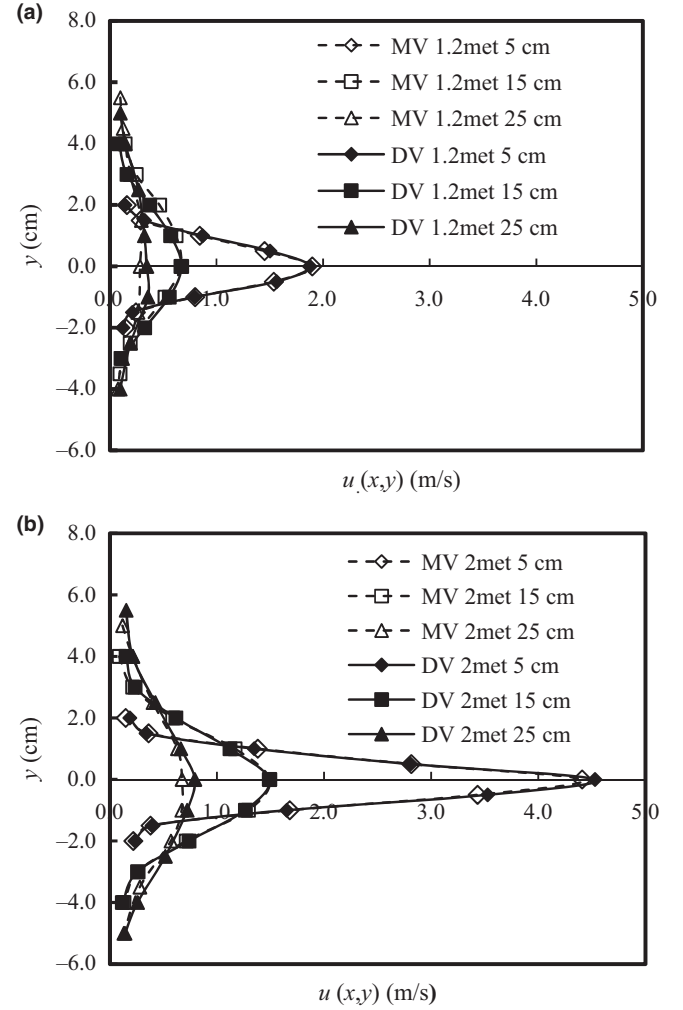 (a)
8.0
MV 1.2met 5 cm
6.0
MV 1.2met 15 cm
MV 1.2met 25 cm
4.0
DV 1.2met 5 cm
DV 1.2met 15 cm
2.0
DV 1.2met 25 cm
y (cm)
0.0
0.0 1.0 2.0 3.0 4.0 5.0
–2.0
–4.0
–6.0
u (x,y) (m/s)
(b)
8.0
MV 2met 5 cm
6.0
MV 2met 15 cm
MV 2met 25 cm
4.0
DV 2met 5 cm
DV 2met 15 cm
2.0
DV 2met 25 cm
y (cm)
0.0
0.0 1.0 2.0 3.0 4.0 5.0
–2.0
–4.0
–6.0
u (x,y) (m/s)